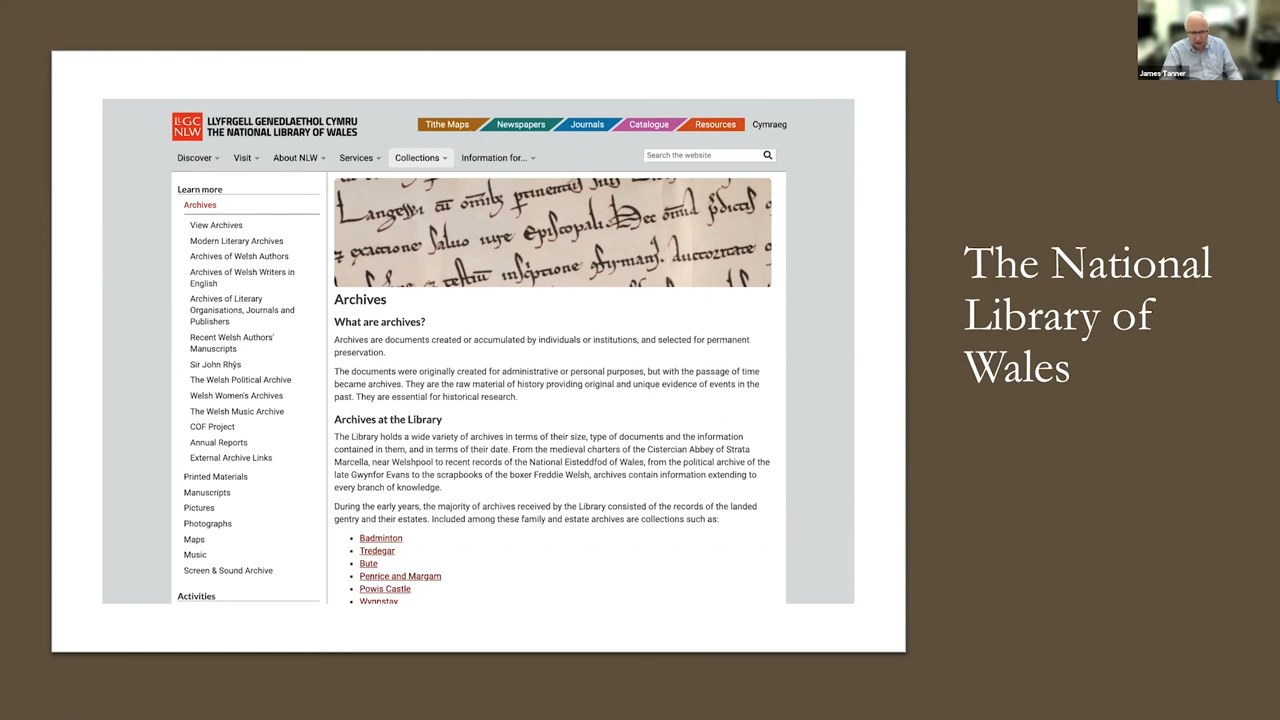 James Tanner
LLGC
NLW
LLYFRGELL GENEDLAETHOL CYMRU
THE NATIONAL LIBRARY OF WALES
Tithe Maps
Newspapers
Journals
Catalogue
Resources
Cymraeg
Discover
Visit
About NLW
Services
Collections
Information for...
Search the website
Learn more
Archives
View Archives
Modern Literary Archives
Archives of Welsh Authors
Archives of Welsh Writers in
English
Archives of Literary
Organisations, Journals and
Publishers
Recent Welsh Authors'
Manuscripts
Sir John Rhŷs
The Welsh Political Archive
Welsh Women's Archives
The Welsh Music Archive
COF Project
Annual Reports
External Archive Links
Printed Materials
Manuscripts
Pictures
Photographs
Maps
Music
Screen & Sound Archive
Activities
Archives
What are archives?
Archives are documents created or accumulated by individuals or institutions, and selected for permanent
preservation.
The documents were originally created for administrative or personal purposes, but with the passage of time
became archives. They are the raw material of history providing original and unique evidence of events in the
past. They are essential for historical research.
Archives at the Library
The Library holds a wide variety of archives in terms of their size, type of documents and the information
contained in them, and in terms of their date. From the medieval charters of the Cistercian Abbey of Strata
Marcella, near Welshpool to recent records of the National Eisteddfod of Wales, from the political archive of the
late Gwynfor Evans to the scrapbooks of the boxer Freddie Welsh, archives contain information extending to
every branch of knowledge.
During the early years, the majority of archives received by the Library consisted of the records of the landed
gentry and their estates. Included among these family and estate archives are collections such as:
Badminton
Tredegar
Bute
Penrice and Margam
Powis Castle
Wynnstay
The National
Library of
Wales